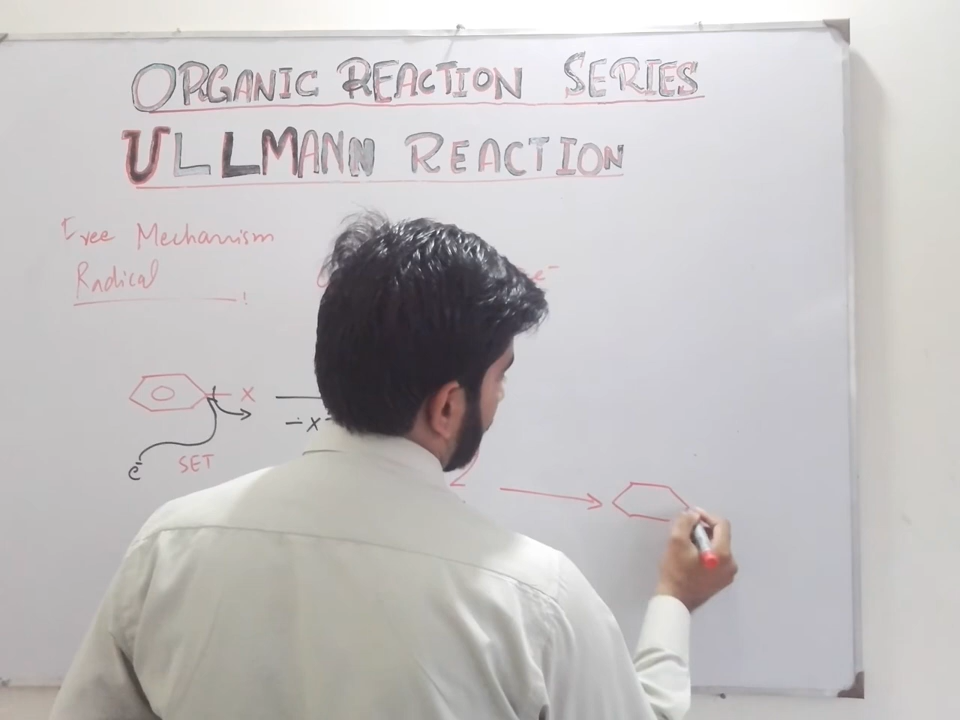 ORGANIC REACTION SERIES
ULLMANN REACTION
Free Mechanism
Radical
e⁻
X
-X⁻
e⁻ SET